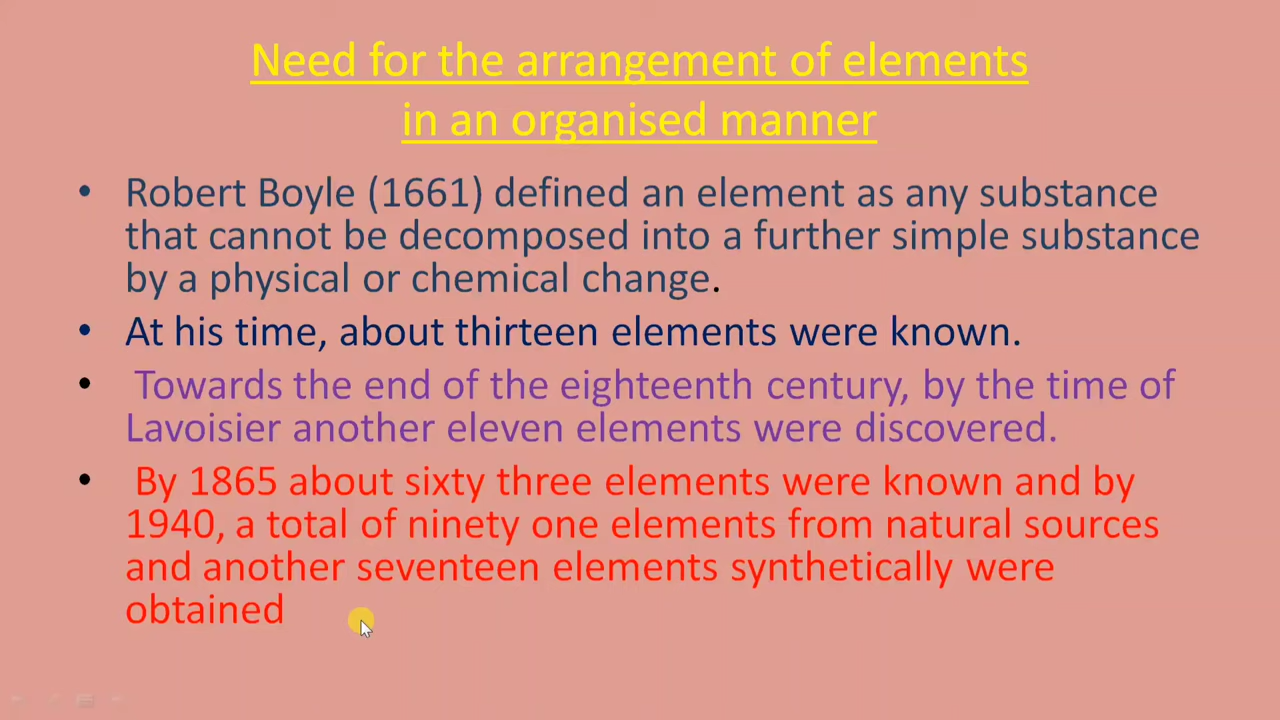 Need for the arrangement of elements
in an organised manner
• Robert Boyle (1661) defined an element as any substance
that cannot be decomposed into a further simple substance
by a physical or chemical change.
• At his time, about thirteen elements were known.
• Towards the end of the eighteenth century, by the time of
Lavoisier another eleven elements were discovered.
• By 1865 about sixty three elements were known and by
1940, a total of ninety one elements from natural sources
and another seventeen elements synthetically were
obtained